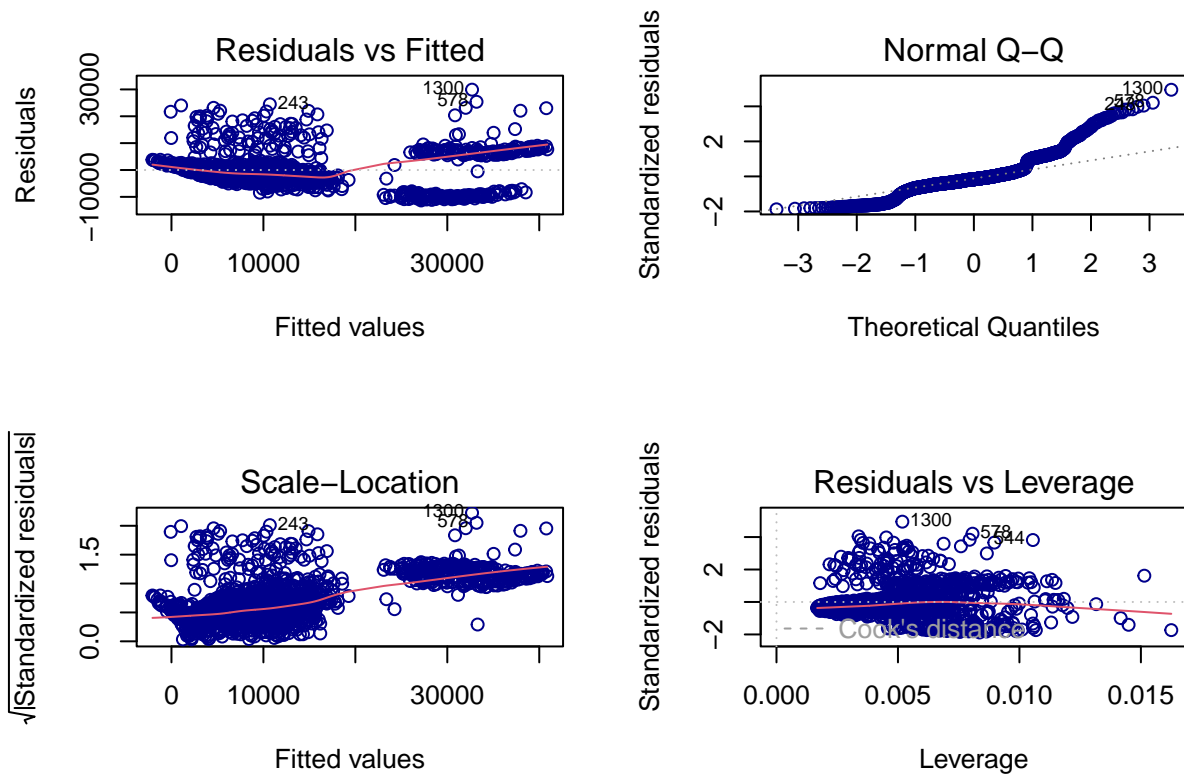 Residuals vs Fitted
Residuals
30000
−10000
1300
578
243
0
10000
30000
Fitted values
Normal Q−Q
Standardized residuals
2
−2
1300
578
−3
−2
−1
0
1
2
3
Theoretical Quantiles
Scale−Location
√|Standardized residuals|
1.5
0.0
1300
578
243
0
10000
30000
Fitted values
Residuals vs Leverage
Standardized residuals
2
−2
1300
578
Cook's distance
0.000
0.005
0.010
0.015
Leverage